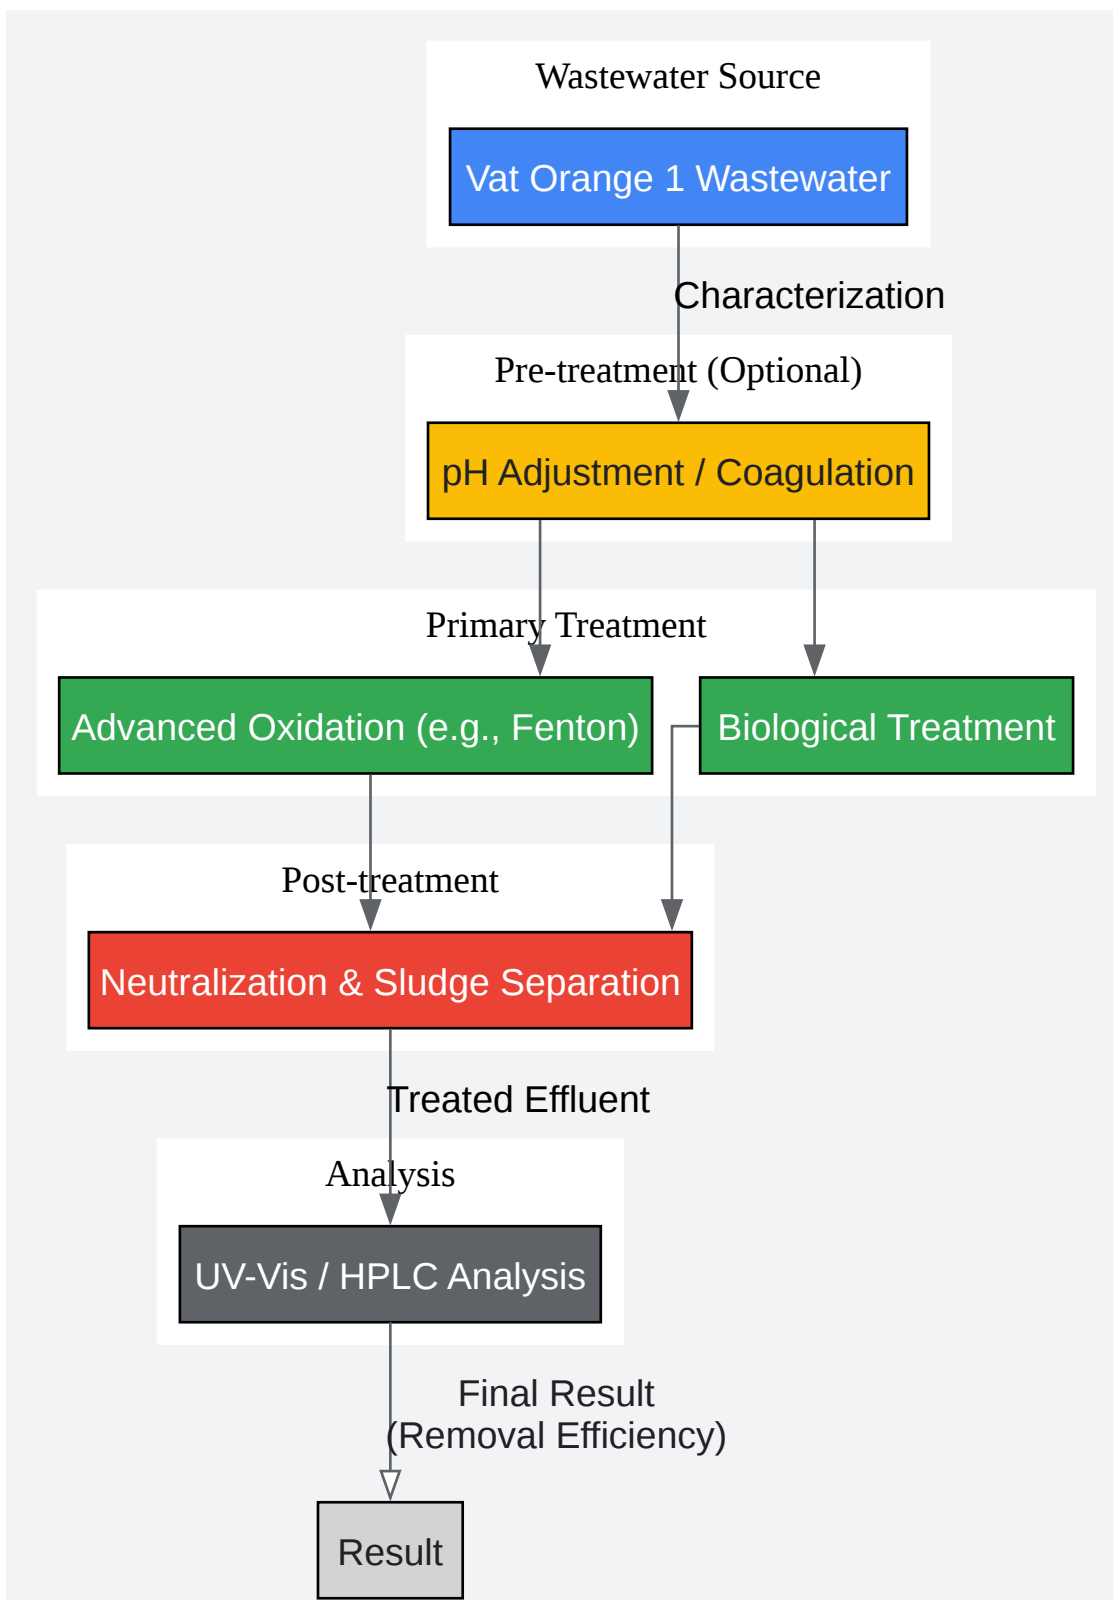 Wastewater Source
Vat Orange 1 Wastewater
Characterization
Pre-treatment (Optional)
pH Adjustment / Coagulation
Primary Treatment
Advanced Oxidation (e.g., Fenton)
Biological Treatment
Post-treatment
Neutralization & Sludge Separation
Treated Effluent
Analysis
UV-Vis / HPLC Analysis
Final Result
(Removal Efficiency)
Result